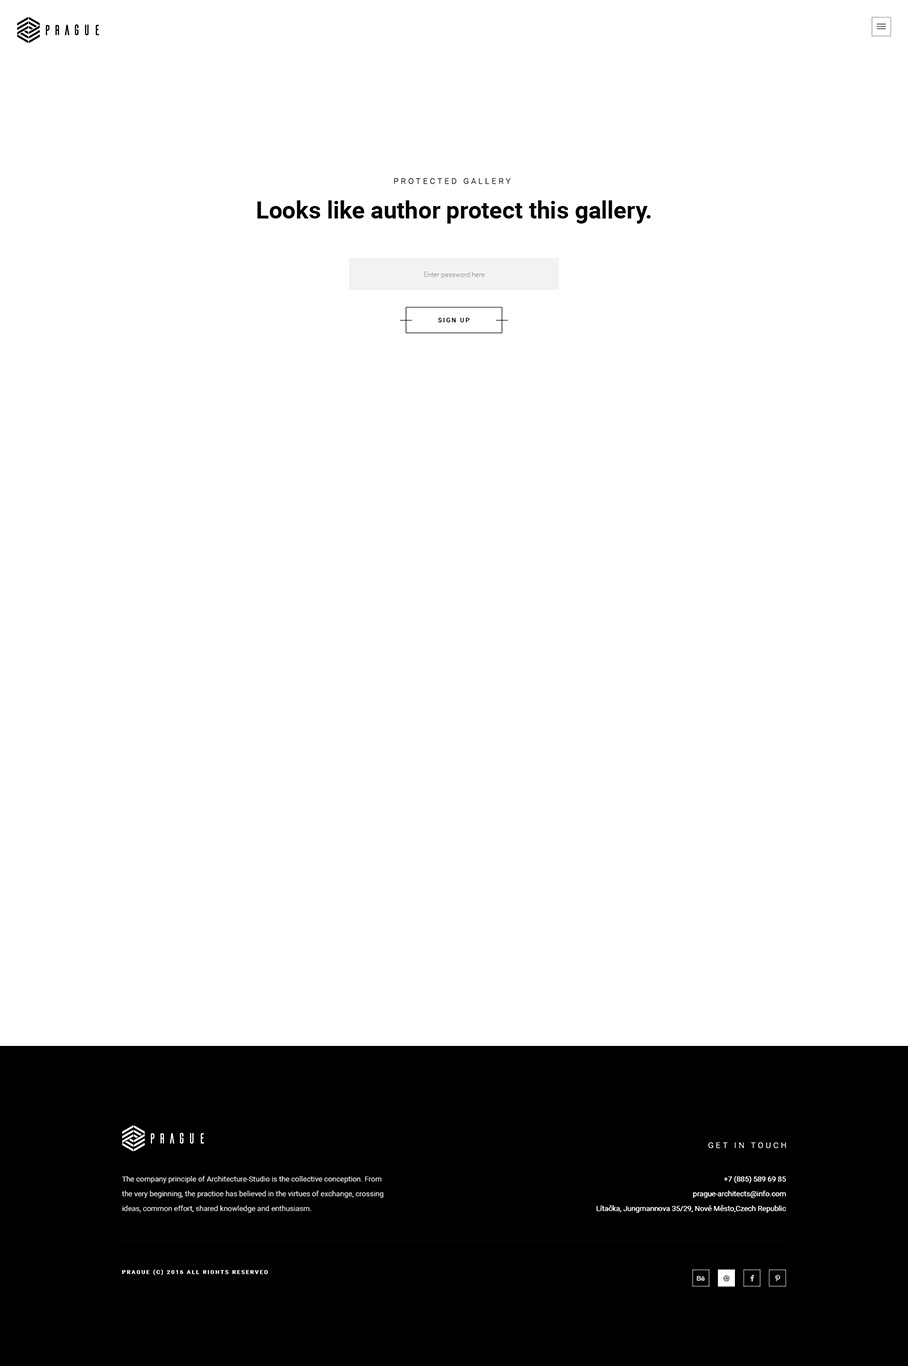 PRAGUE
PROTECTED GALLERY
Looks like author protect this gallery.
Enter password here
SIGN UP
PRAGUE
GET IN TOUCH
The company principle of Architecture-Studio is the collective conception. From
the very beginning, the practice has believed in the virtues of exchange, crossing
ideas, common effort, shared knowledge and enthusiasm.
+7 (885) 589 69 85
prague-architects@info.com
Lítačka, Jungmannova 35/29, Nové Město,Czech Republic
PRAGUE (C) 2016 ALL RIGHTS RESERVED
Bē